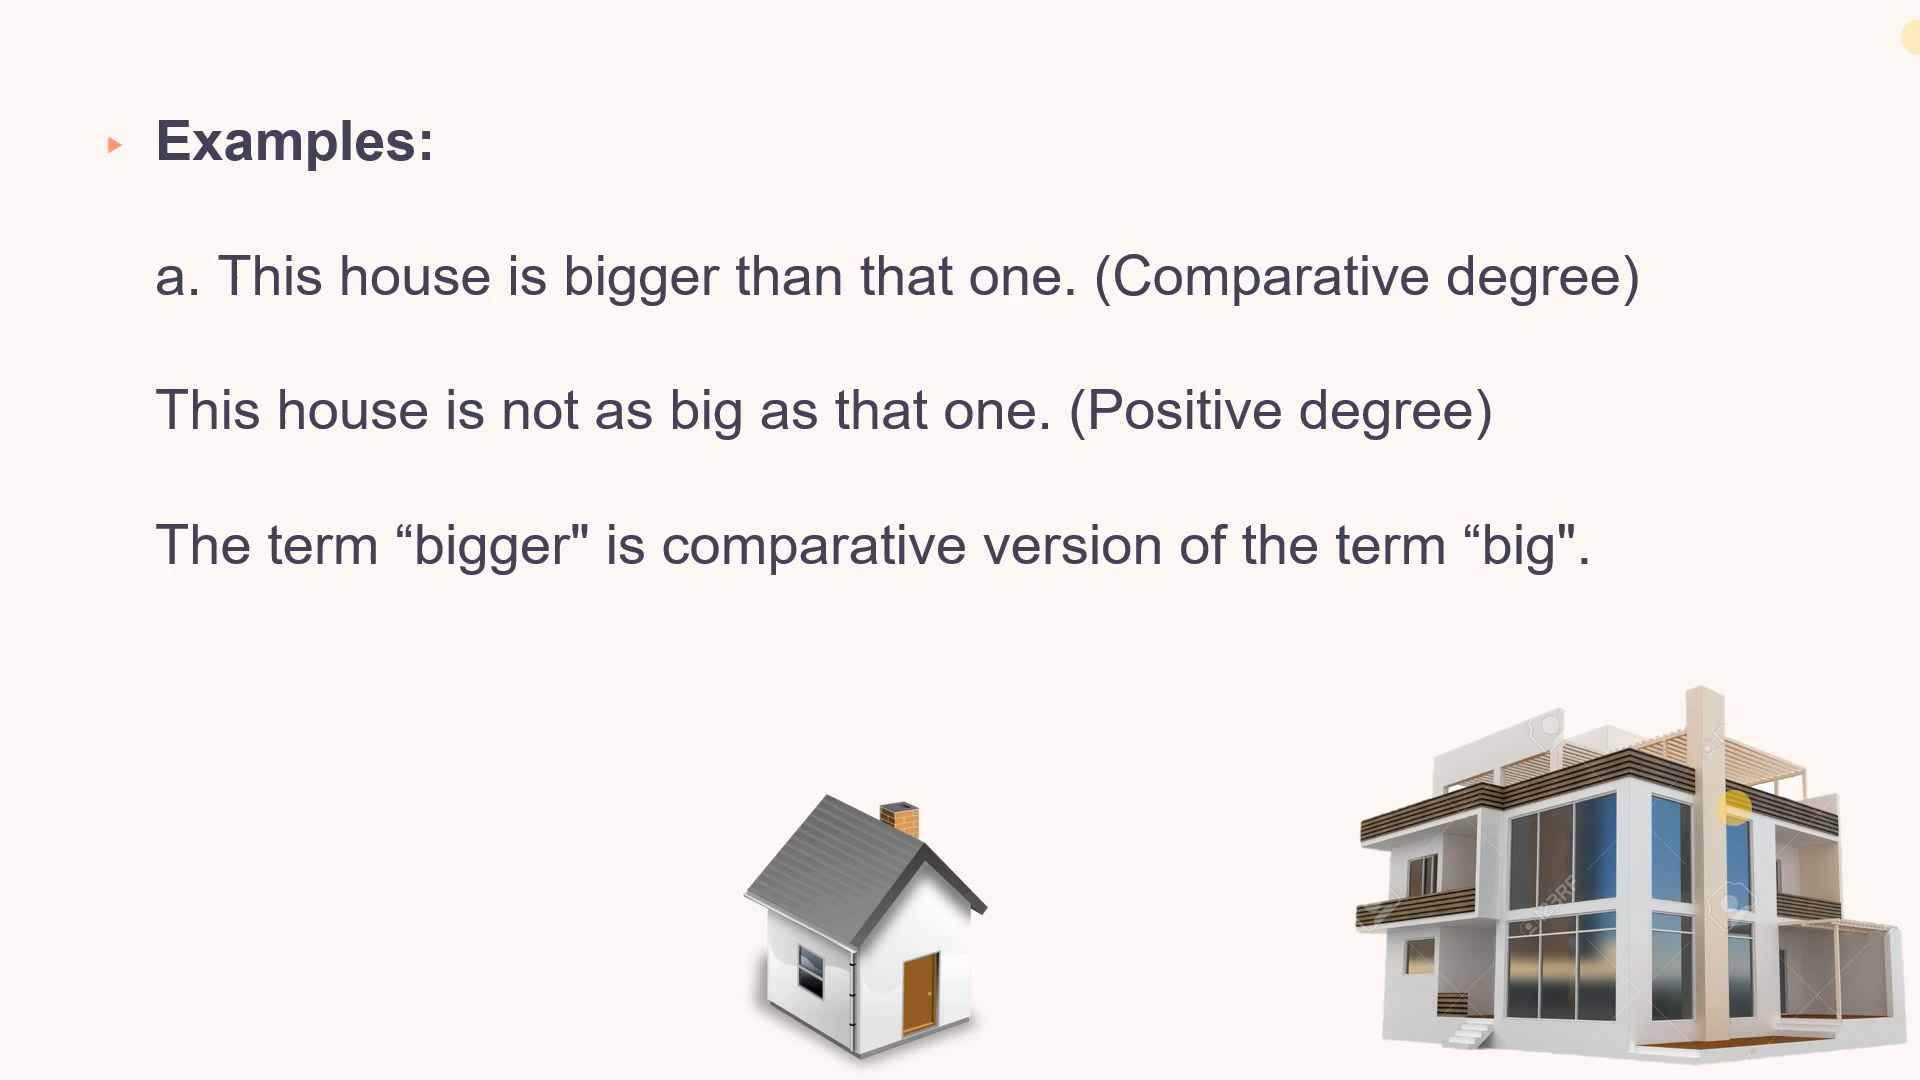 Examples:
a. This house is bigger than that one. (Comparative degree)
This house is not as big as that one. (Positive degree)
The term “bigger" is comparative version of the term “big".
123RF